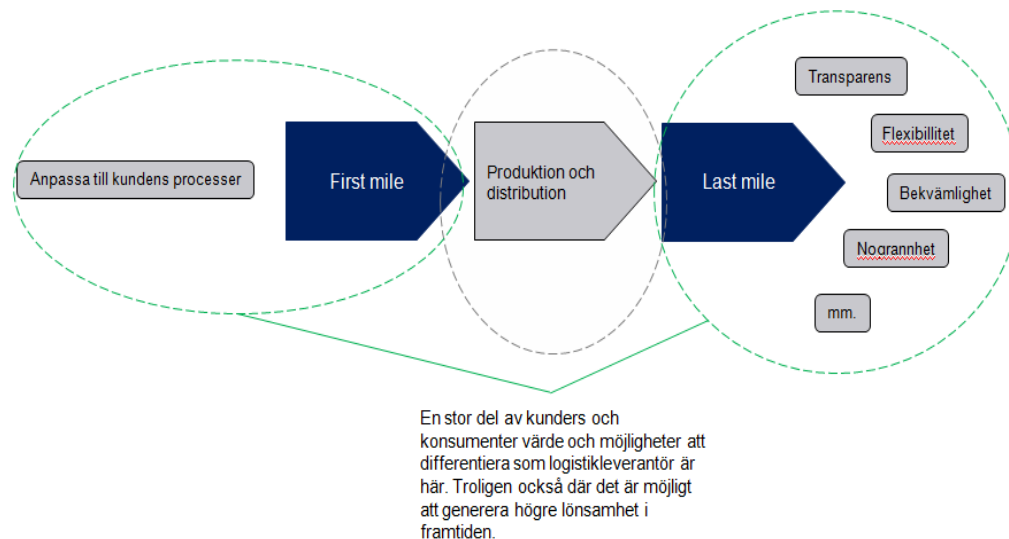 Anpassa till kundens processer
First mile
Produktion och
distribution
Last mile
Transparens
Flexibillitet
Bekvämlighet
Nogrannhet
mm.
En stor del av kunders och
konsumenter värde och möjligheter att
differentiera som logistikleverantör är
här. Troligen också där det är möjligt
att generera högre lönsamhet i
framtiden.